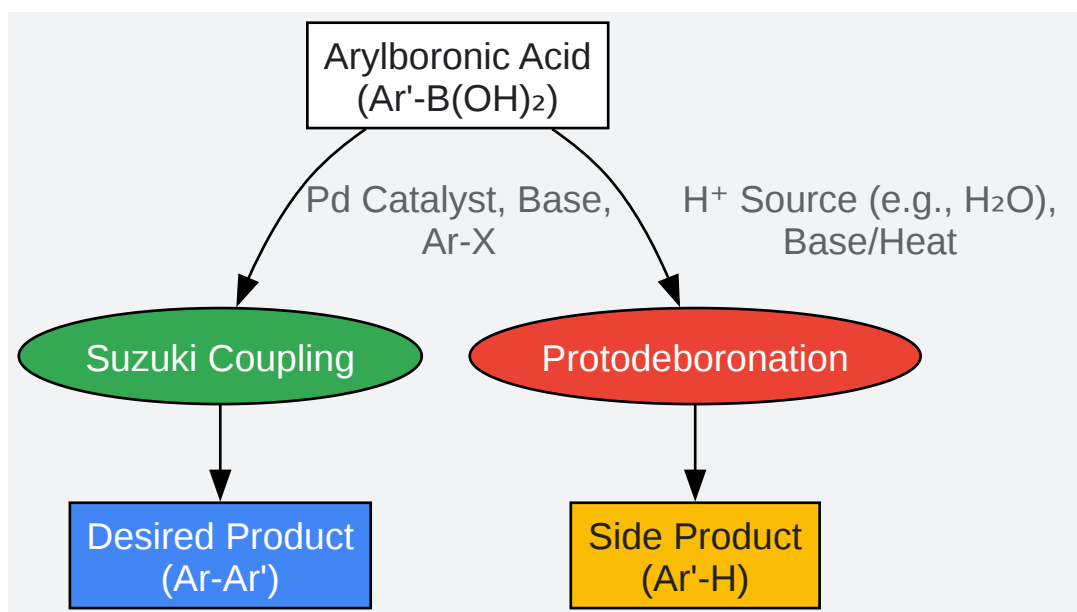 Arylboronic Acid
(Ar'-B(OH)₂)
Pd Catalyst, Base,
Ar-X
H⁺ Source (e.g., H₂O),
Base/Heat
Suzuki Coupling
Protodeboronation
Desired Product
(Ar-Ar')
Side Product
(Ar'-H)